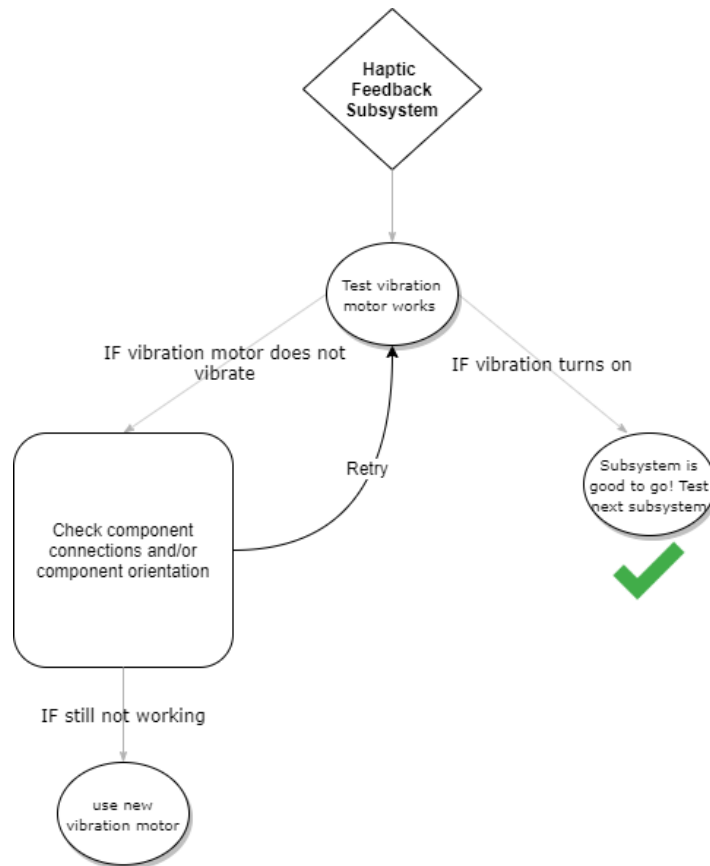 Haptic
Feedback
Subsystem
Test vibration
motor works
IF vibration motor does not
vibrate
IF vibration turns on
Retry
Subsystem is
good to go! Test
next subsystem
Check component
connections and/or
component orientation
IF still not working
use new
vibration motor